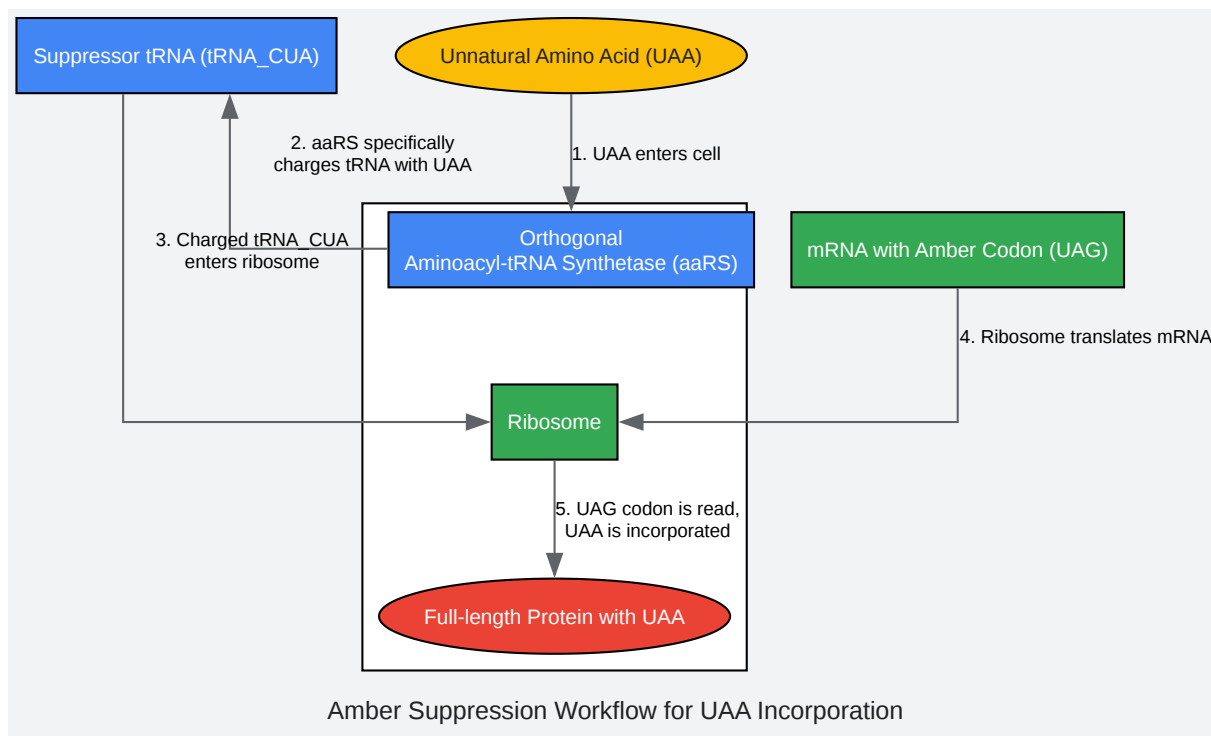 Suppressor tRNA (tRNA_CUA)
Unnatural Amino Acid (UAA)
2. aaRS specifically
charges tRNA with UAA
1. UAA enters cell
3. Charged tRNA_CUA
enters ribosome
Orthogonal
Aminoacyl-tRNA Synthetase (aaRS)
mRNA with Amber Codon (UAG)
4. Ribosome translates mRNA
Ribosome
5. UAG codon is read,
UAA is incorporated
Full-length Protein with UAA
Amber Suppression Workflow for UAA Incorporation